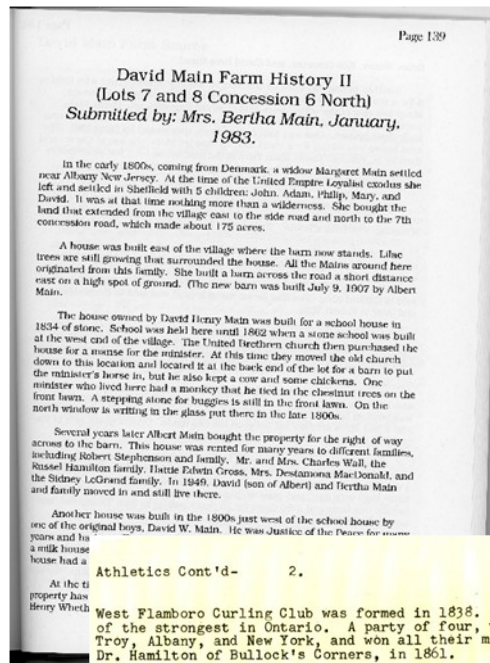 Page 139
David Main Farm History II
(Lots 7 and 8 Concession 6 North)
Submitted by: Mrs. Bertha Main, January,
1983.
In the early 1800s, coming from Denmark, a widow Margaret Main settled
near Albany New Jersey. At the time of the United Empire Loyalist exodus she
left and settled in Sheffield with 5 children: John, Adam, Philip, Mary, and
David. It was at that time nothing more than a wilderness. She bought the
land that extended from the village east to the side road and north to the 7th
concession road, which made about 175 acres.
A house was built east of the village where the barn now stands. Lilac
trees are still growing that surrounded the house. All the Mains around here
originated from this family. She built a barn across the road a short distance
east on a high spot of ground. (The new barn was built July 9, 1907 by Albert
Main.
The house owned by David Henry Main was built for a school house in
1834 of stone. School was held here until 1862 when a stone school was built
at the west end of the village. The United Brethren church then purchased the
house for a manse for the minister. At this time they moved the old church
down to this location and located it at the back end of the lot for a barn to put
the minister's horse in, but he also kept a cow and some chickens. One
minister who lived here had a monkey that he tied in the chestnut trees on the
front lawn. A stepping stone for buggies is still in the front lawn. On the
north window is writing in the glass put there in the late 1800s.
Several years later Albert Main bought the property for the right of way
across to the barn. This house was rented for many years to different families,
including Robert Stephenson and family, Mr. and Mrs. Charles Wall, the
Russel Hamilton family, Hattie Edwin Gross, Mrs. Destamona MacDonald, and
the Sidney LeGrand family. In 1949, David (son of Albert) and Bertha Main
and family moved in and still live there.
Another house was built in the 1800s just west of the school house by
one of the original boys, David W. Main. He was Justice of the Peace for many
years and
a milk house
house had a
At the
property has
Henry
Athletics Cont'd- 2.
West Flamboro Curling Club was formed in 1838.
of the strongest in Ontario. A party of four,
Troy, Albany, and New York, and won all their
Dr. Hamilton of Bullock's Corners, in 1861.